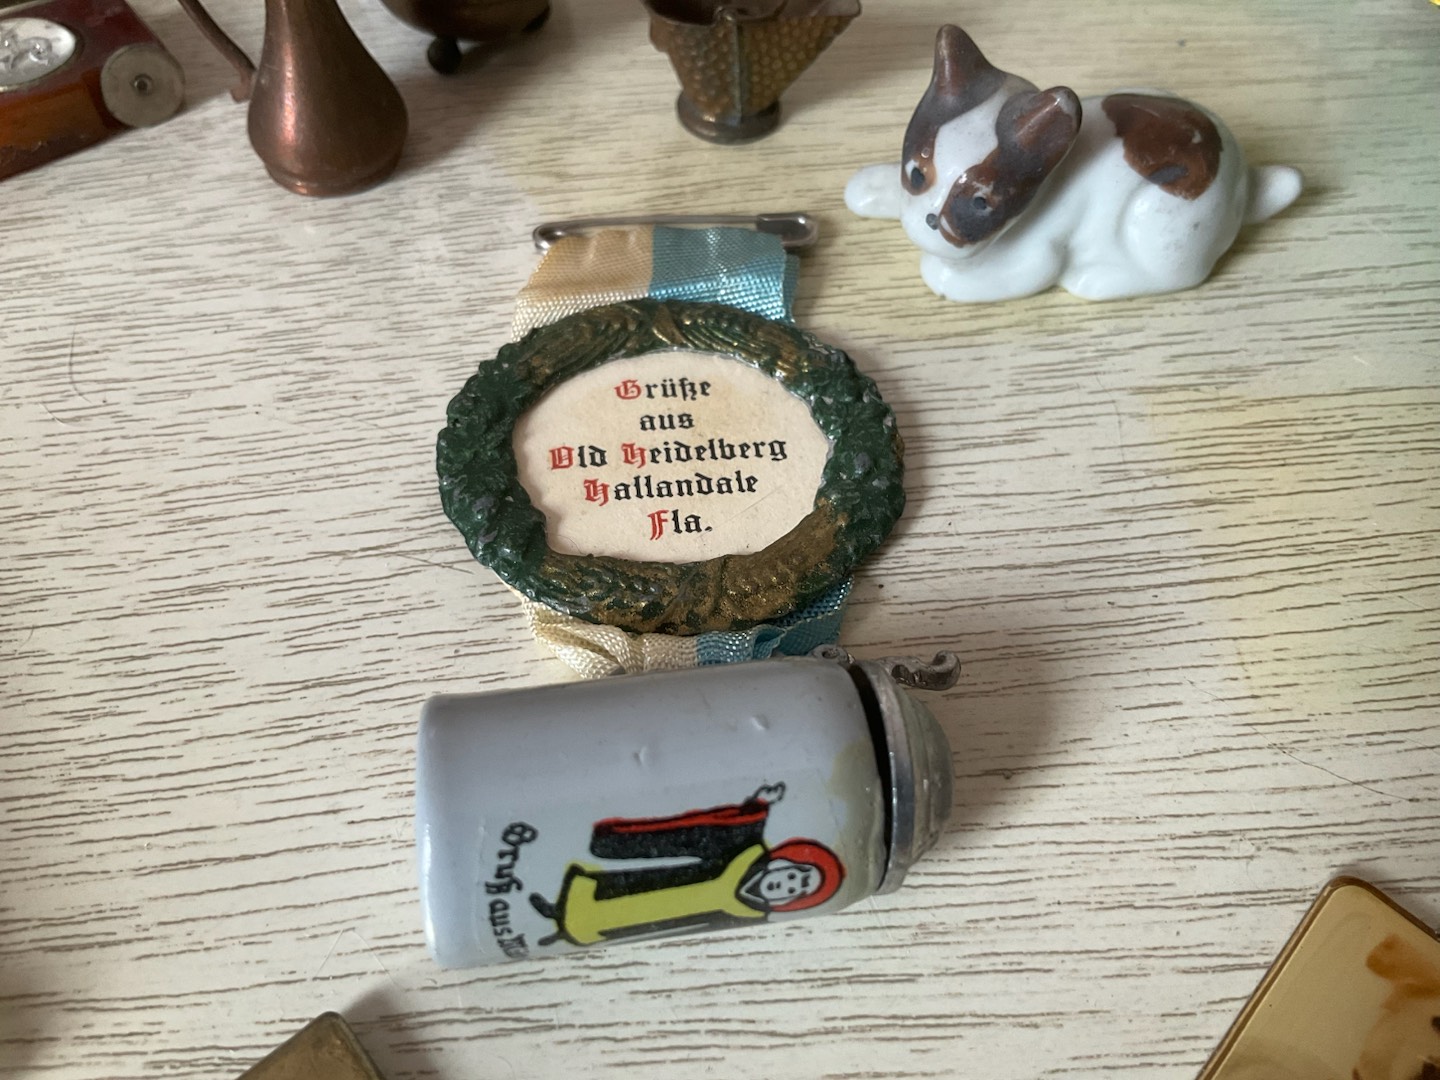 Grüße
aus
Old Heidelberg
Hallandale
Fla.
Gruß aus